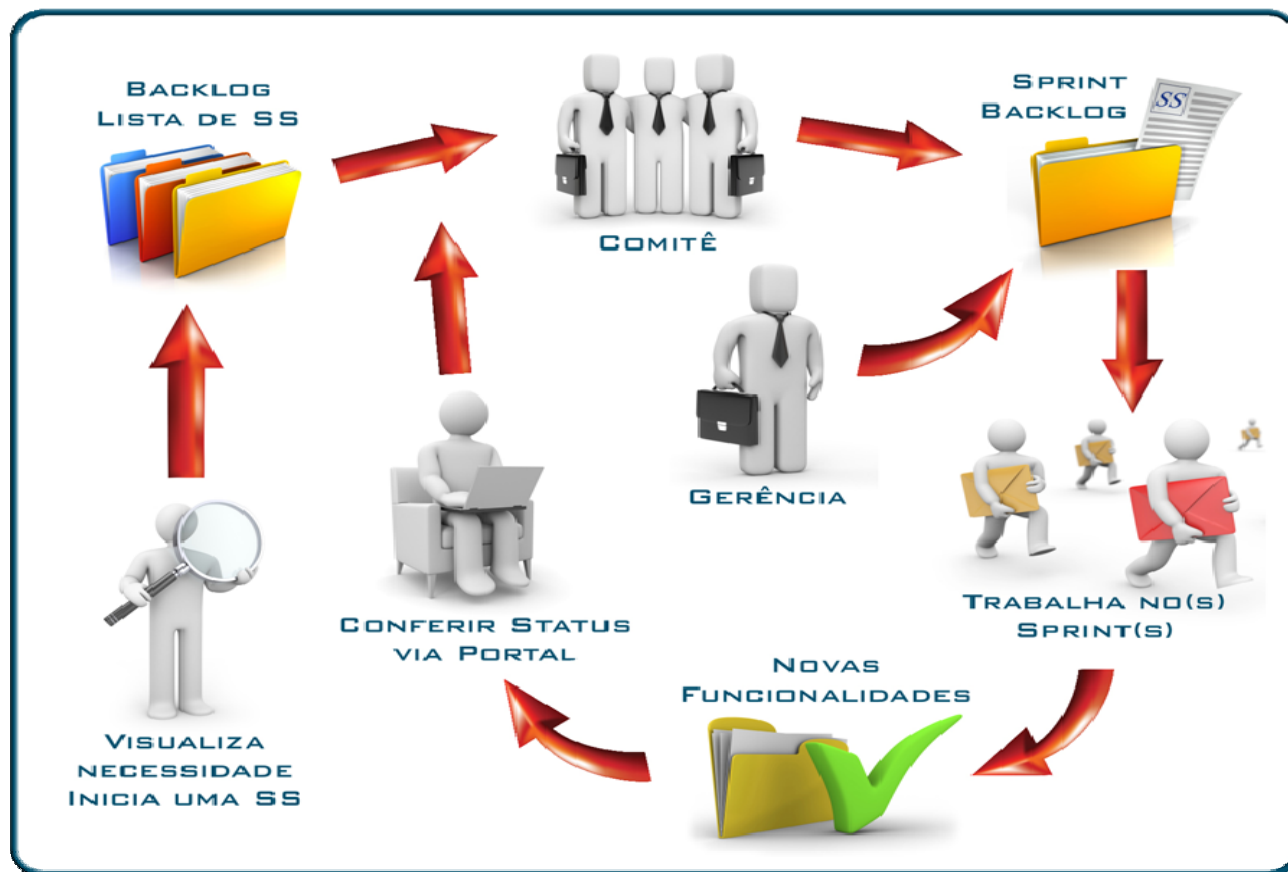 Backlog
Lista de SS
Comitê
Sprint
Backlog
SS
Gerência
Trabalha no(s)
Sprint(s)
Conferir Status
via Portal
Novas
Funcionalidades
Visualiza
necessidade
Inicia uma SS